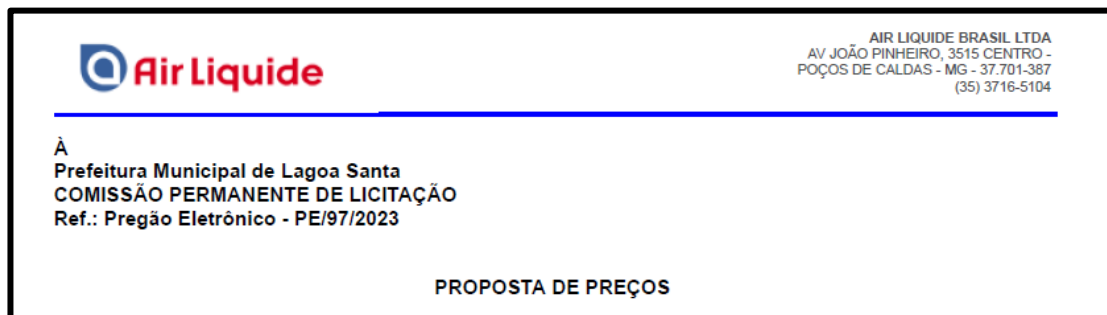 Air Liquide
AIR LIQUIDE BRASIL LTDA
AV JOÃO PINHEIRO, 3515 CENTRO -
POÇOS DE CALDAS - MG - 37.701-387
(35) 3716-5104
À
Prefeitura Municipal de Lagoa Santa
COMISSÃO PERMANENTE DE LICITAÇÃO
Ref.: Pregão Eletrônico - PE/97/2023
PROPOSTA DE PREÇOS